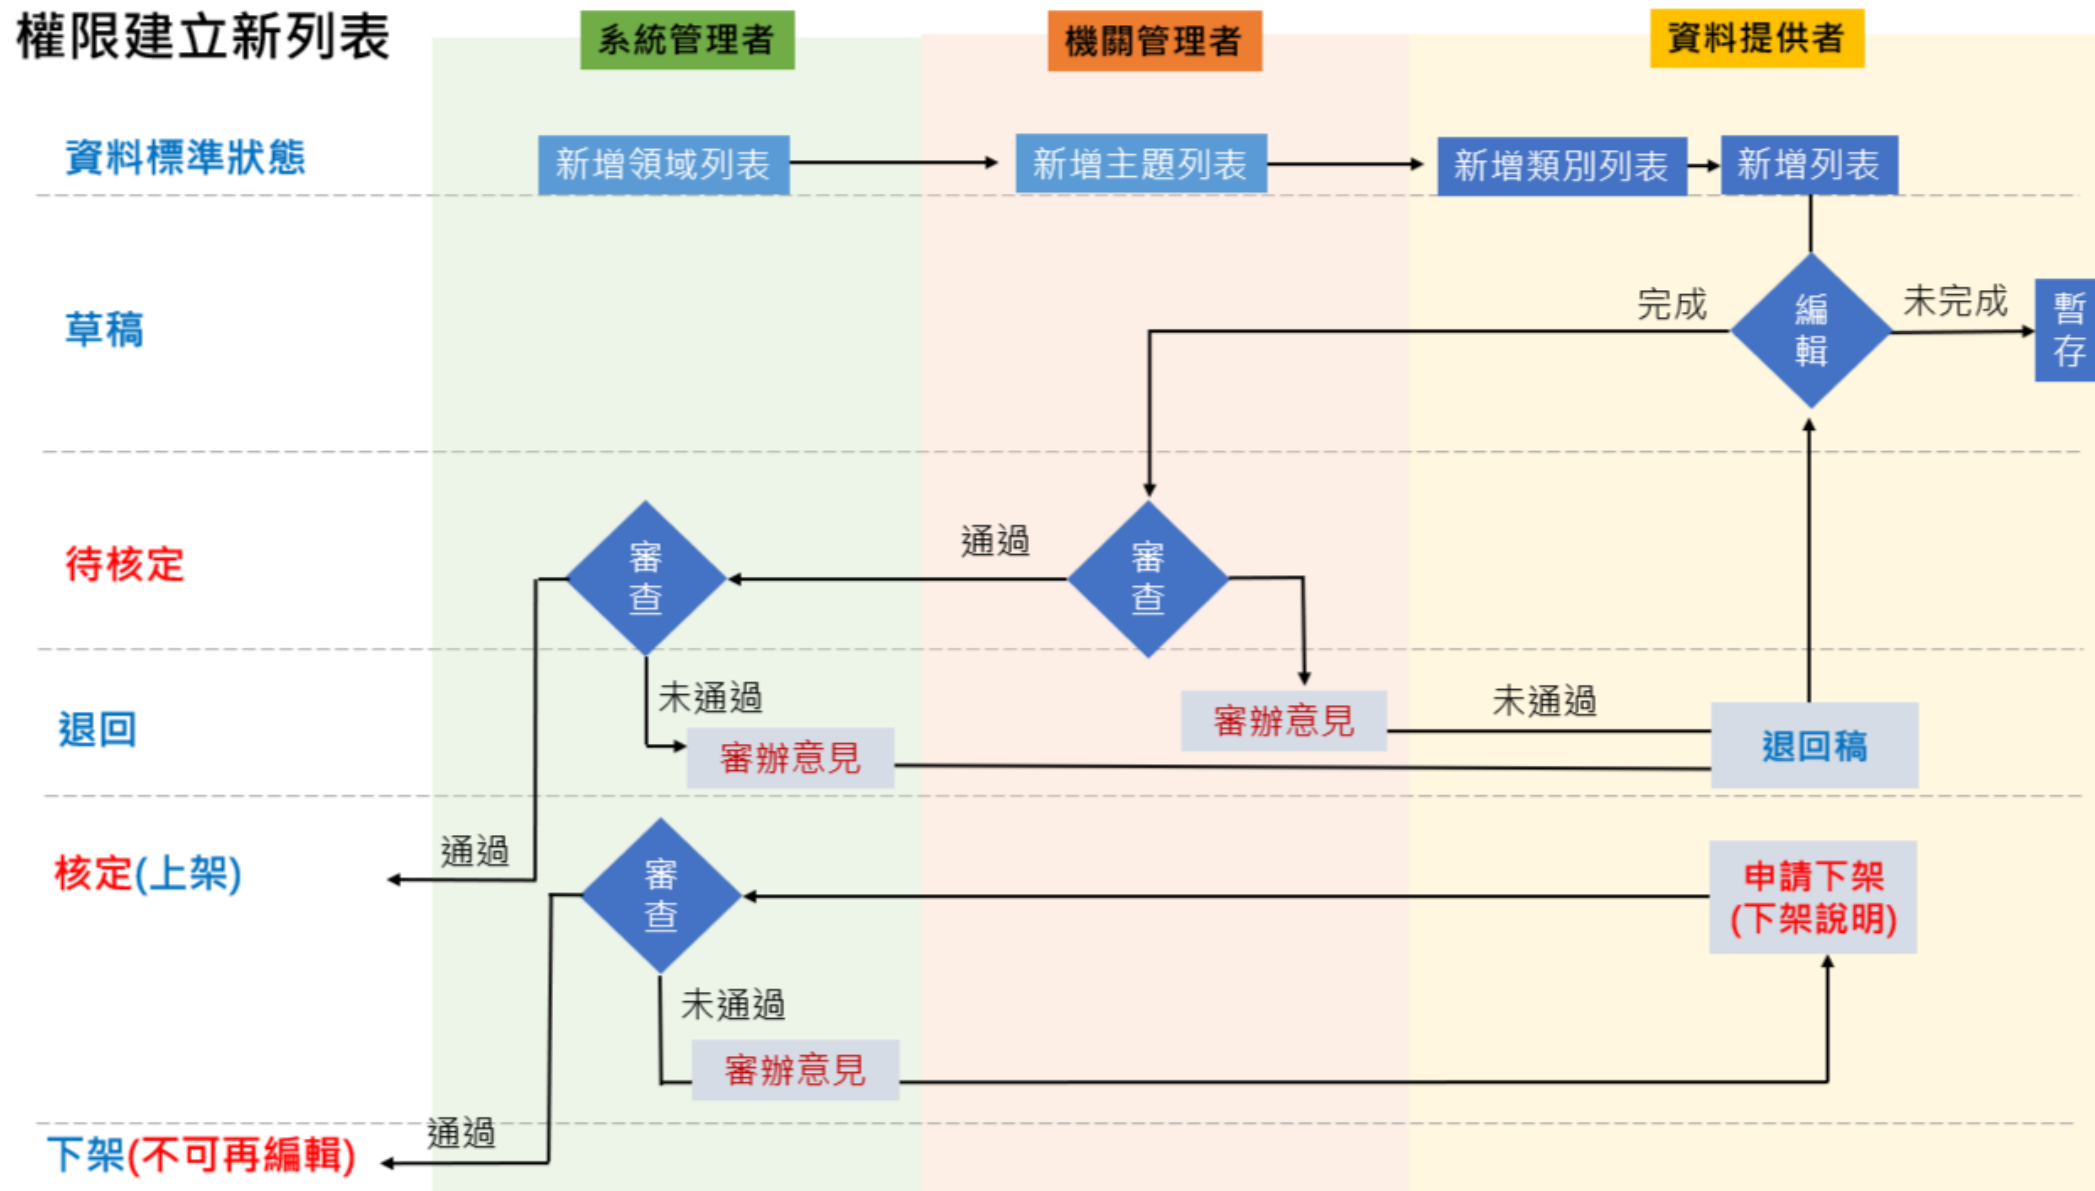 權限建立新列表
系統管理者
機關管理者
資料提供者
資料標準狀態
新增領域列表
新增主題列表
新增類別列表
新增列表
草稿
完成
編
輯
未完成
暫
存
待核定
審
查
通過
審
查
退回
未通過
審辦意見
審辦意見
未通過
退回稿
核定(上架)
通過
審
查
申請下架
(下架說明)
未通過
審辦意見
下架(不可再編輯)
通過